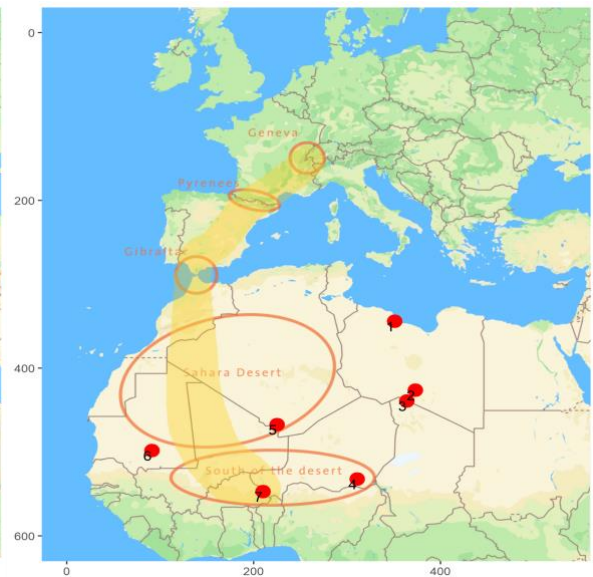 0
Geneva
Pyrenees
200
Gibraltar
1
400
Sahara Desert
2
3
5
6
South of the desert
4
7
600
0
200
400